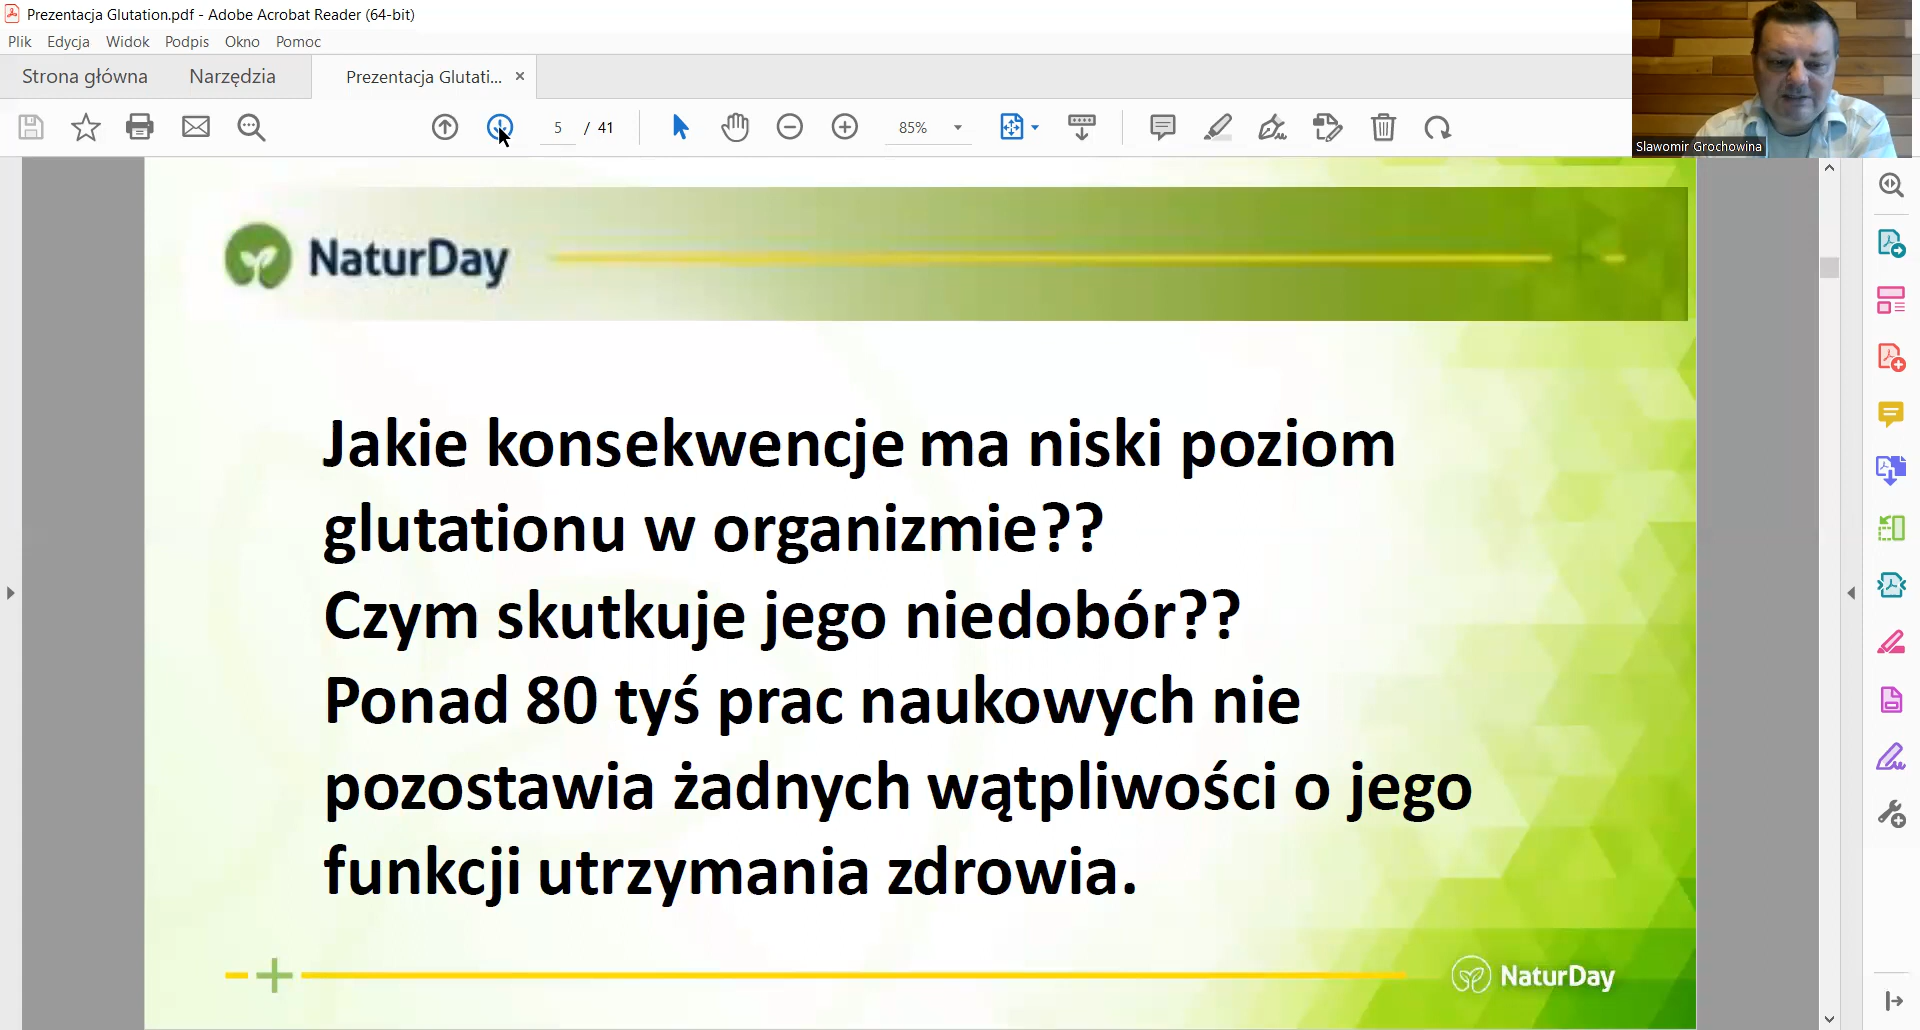 Prezentacja Glutation.pdf - Adobe Acrobat Reader (64-bit)
Plik Edycja Widok Podpis Okno Pomoc
Strona główna Narzędzia Prezentacja Glutati... ×
5 / 41 85%
Slawomir Grochowina
NaturDay
Jakie konsekwencje ma niski poziom
glutationu w organizmie??
Czym skutkuje jego niedobór??
Ponad 80 tyś prac naukowych nie
pozostawia żadnych wątpliwości o jego
funkcji utrzymania zdrowia.
NaturDay